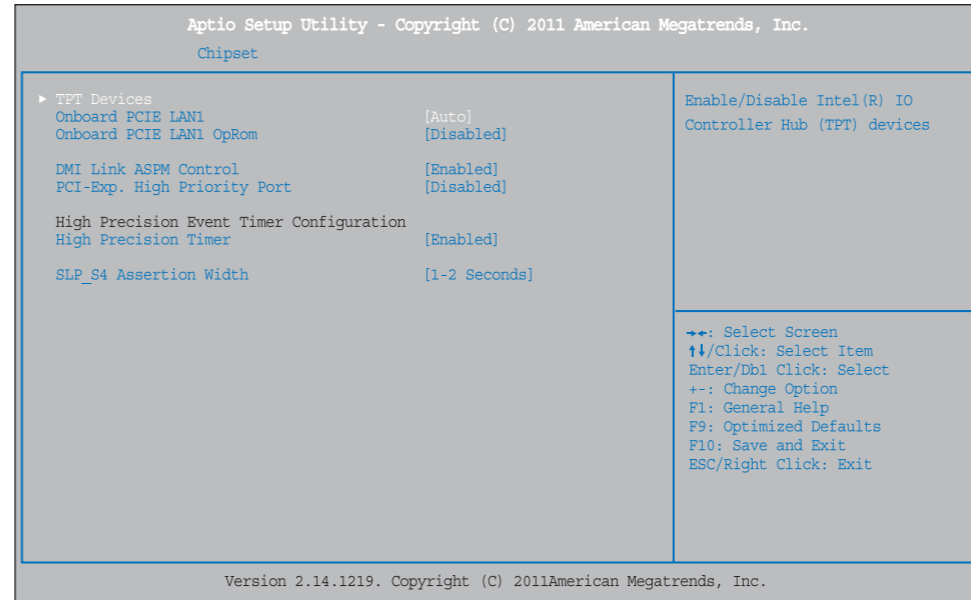 Aptio Setup Utility - Copyright (C) 2011 American Megatrends, Inc.
Chipset
► TPT Devices
Onboard PCIE LAN1 [Auto]
Onboard PCIE LAN1 OpRom [Disabled]
DMI Link ASPM Control [Enabled]
PCI-Exp. High Priority Port [Disabled]
High Precision Event Timer Configuration
High Precision Timer [Enabled]
SLP_S4 Assertion Width [1-2 Seconds]
Enable/Disable Intel(R) IO
Controller Hub (TPT) devices
→←: Select Screen
↑↓/Click: Select Item
Enter/Db1 Click: Select
+-: Change Option
F1: General Help
F9: Optimized Defaults
F10: Save and Exit
ESC/Right Click: Exit
Version 2.14.1219. Copyright (C) 2011American Megatrends, Inc.